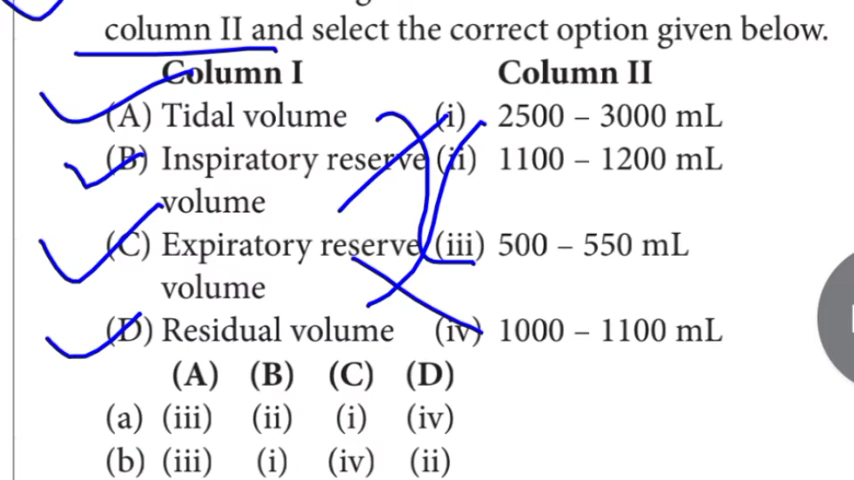 column II and select the correct option given below.
Column I Column II
(A) Tidal volume (i) 2500 – 3000 mL
(B) Inspiratory reserve (ii) 1100 – 1200 mL
volume
(C) Expiratory reserve (iii) 500 – 550 mL
volume
(D) Residual volume (iv) 1000 – 1100 mL
(A) (B) (C) (D)
(a) (iii) (ii) (i) (iv)
(b) (iii) (i) (iv) (ii)